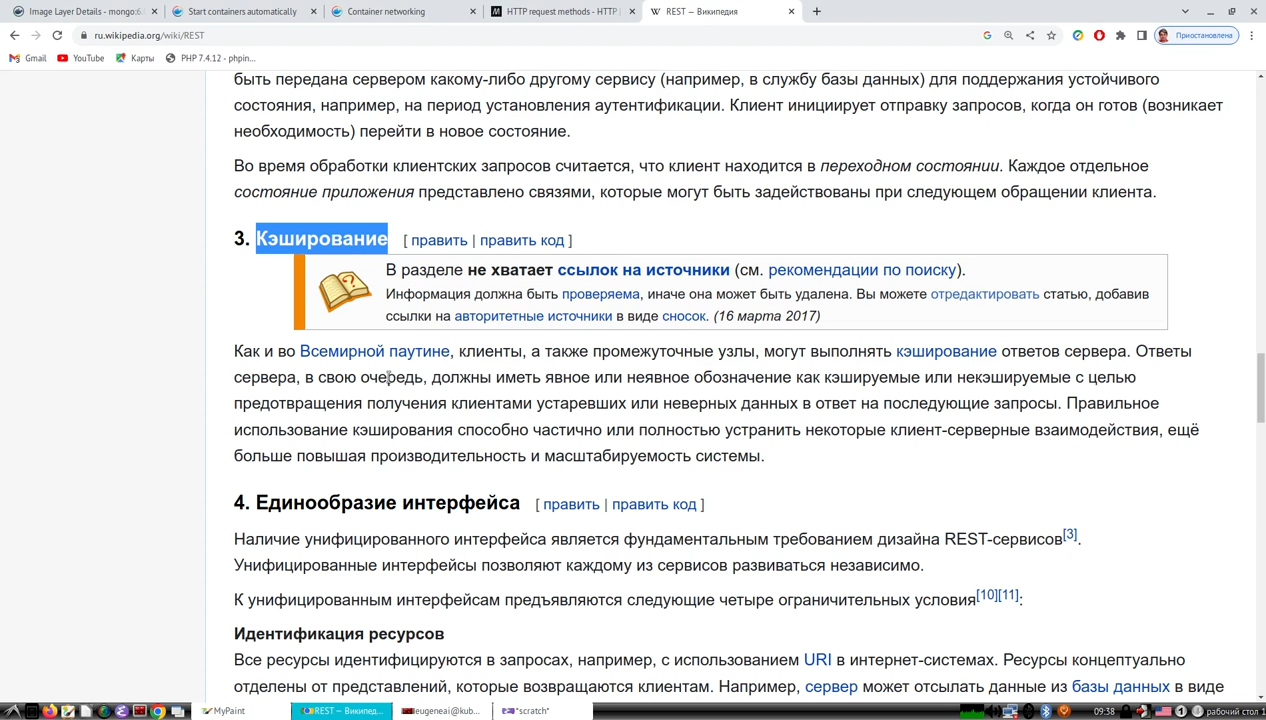 Image Layer Details - mongo:6.
Start containers automatically
Container networking
HTTP request methods - HTTP
REST — Википедия
ru.wikipedia.org/wiki/REST
Приостановлена
Gmail
YouTube
Карты
PHP 7.4.12 - phpin...
быть передана сервером какому-либо другому сервису (например, в службу базы данных) для поддержания устойчивого
состояния, например, на период установления аутентификации. Клиент инициирует отправку запросов, когда он готов (возникает
необходимость) перейти в новое состояние.
Во время обработки клиентских запросов считается, что клиент находится в переходном состоянии. Каждое отдельное
состояние приложения представлено связями, которые могут быть задействованы при следующем обращении клиента.
3. Кэширование [ править | править код ]
В разделе не хватает ссылок на источники (см. рекомендации по поиску).
Информация должна быть проверяема, иначе она может быть удалена. Вы можете отредактировать статью, добавив
ссылки на авторитетные источники в виде сносок. (16 марта 2017)
Как и во Всемирной паутине, клиенты, а также промежуточные узлы, могут выполнять кэширование ответов сервера. Ответы
сервера, в свою очередь, должны иметь явное или неявное обозначение как кэшируемые или некэшируемые с целью
предотвращения получения клиентами устаревших или неверных данных в ответ на последующие запросы. Правильное
использование кэширования способно частично или полностью устранить некоторые клиент-серверные взаимодействия, ещё
больше повышая производительность и масштабируемость системы.
4. Единообразие интерфейса [ править | править код ]
Наличие унифицированного интерфейса является фундаментальным требованием дизайна REST-сервисов[3].
Унифицированные интерфейсы позволяют каждому из сервисов развиваться независимо.
К унифицированным интерфейсам предъявляются следующие четыре ограничительных условия[10][11]:
Идентификация ресурсов
Все ресурсы идентифицируются в запросах, например, с использованием URI в интернет-системах. Ресурсы концептуально
отделены от представлений, которые возвращаются клиентам. Например, сервер может отсылать данные из базы данных в виде
MyPaint
REST — Википед...
eugeneai@kub...
*scratch*
09:38
рабочий стол 1